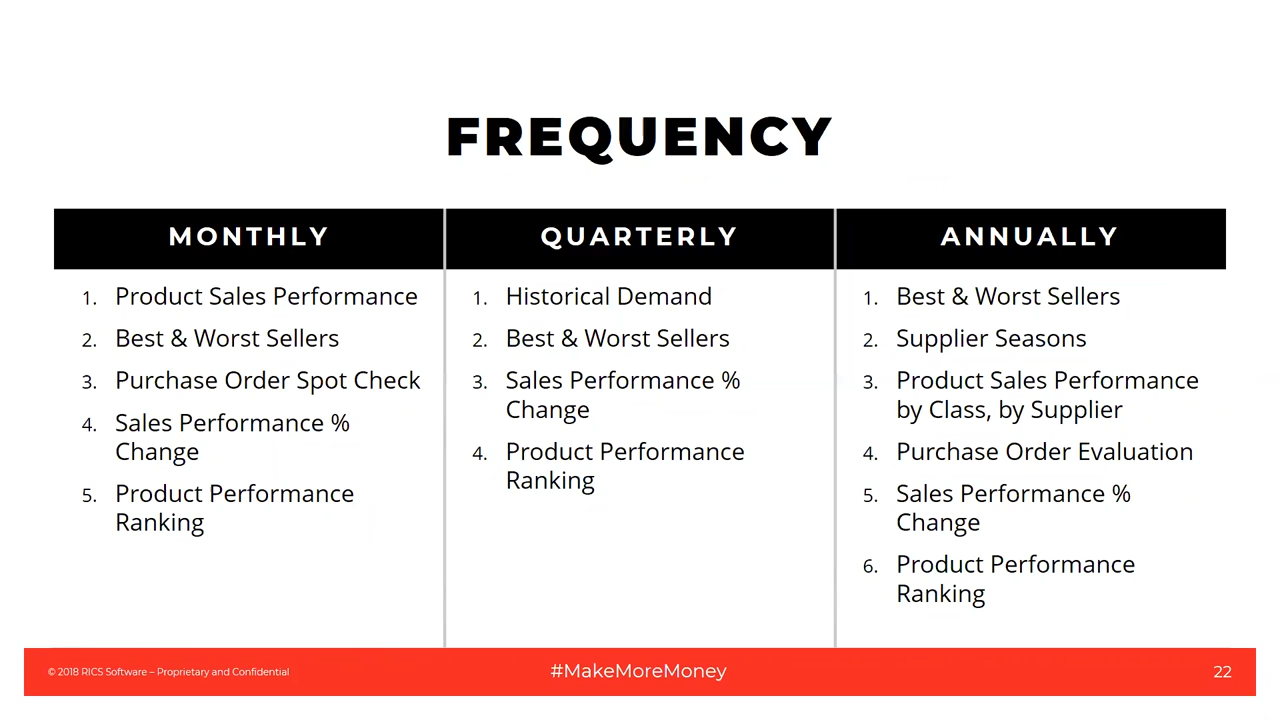 FREQUENCY
MONTHLY
1. Product Sales Performance
2. Best & Worst Sellers
3. Purchase Order Spot Check
4. Sales Performance %
Change
5. Product Performance
Ranking
QUARTERLY
1. Historical Demand
2. Best & Worst Sellers
3. Sales Performance %
Change
4. Product Performance
Ranking
ANNUALLY
1. Best & Worst Sellers
2. Supplier Seasons
3. Product Sales Performance
by Class, by Supplier
4. Purchase Order Evaluation
5. Sales Performance %
Change
6. Product Performance
Ranking
© 2018 RICS Software – Proprietary and Confidential
#MakeMoreMoney
22